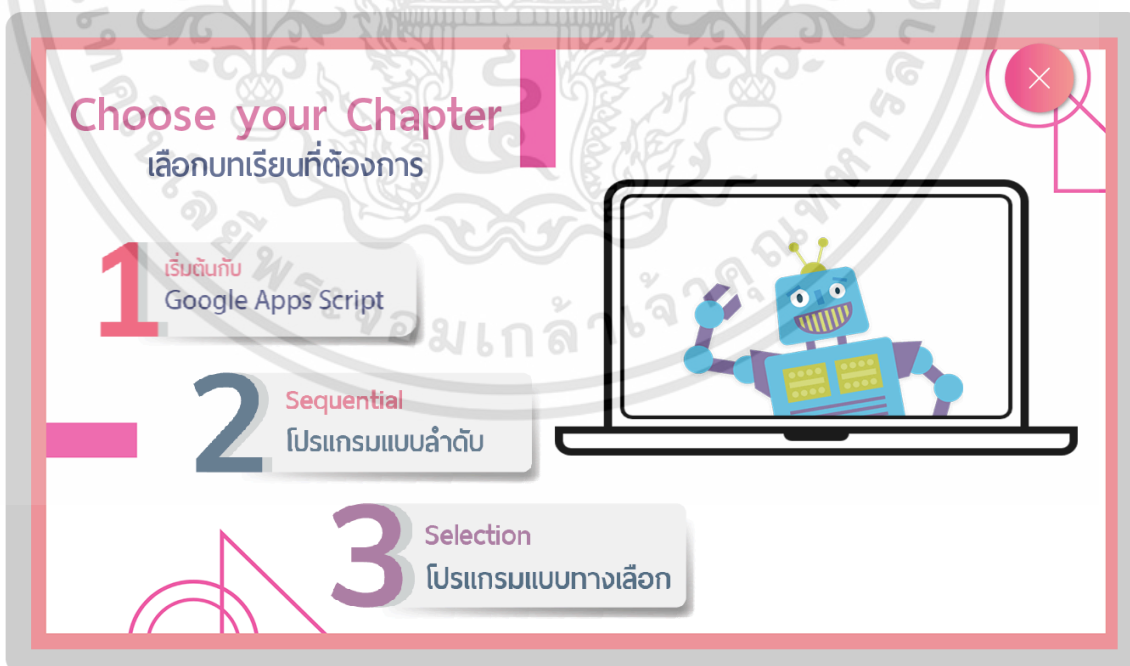 Choose your Chapter
เลือกบทเรียนที่ต้องการ
1
เริ่มต้นกับ
Google Apps Script
2
Sequential
โปรแกรมแบบลำดับ
3
Selection
โปรแกรมแบบทางเลือก